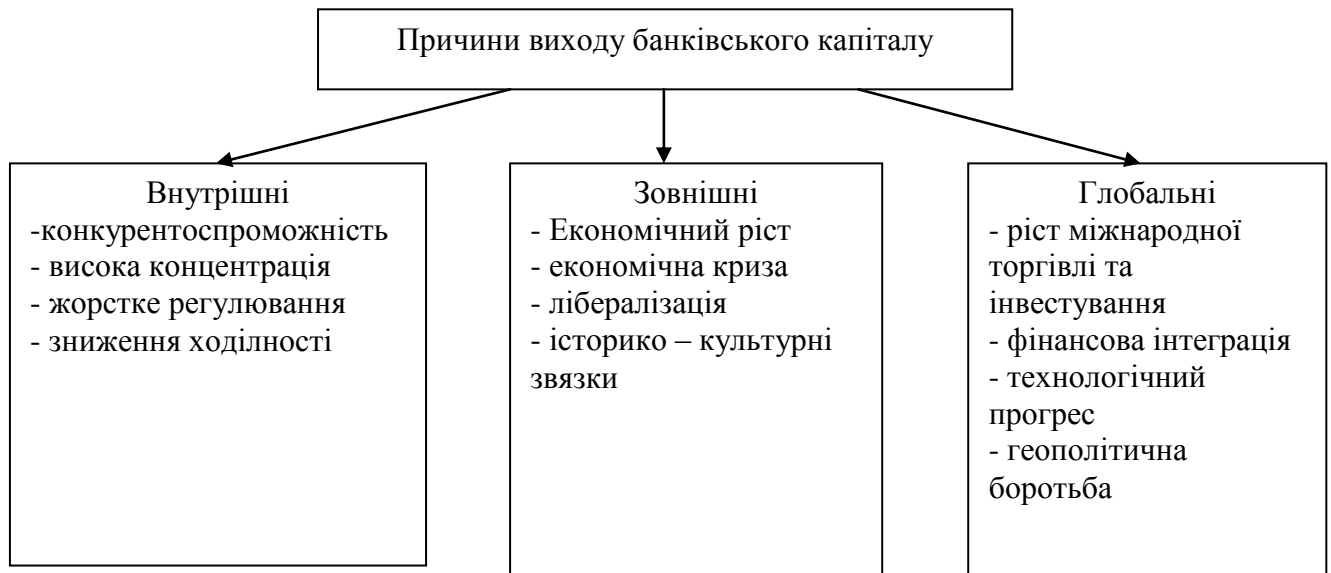 Причини виходу банківського капіталу
Внутрішні
-конкурентоспроможність
- висока концентрація
- жорстке регулювання
- зниження ходілності
Зовнішні
- Економічний ріст
- економічна криза
- лібералізація
- історико – культурні
звязки
Глобальні
- ріст міжнародної
торгівлі та
інвестування
- фінансова інтеграція
- технологічний
прогрес
- геополітична
боротьба